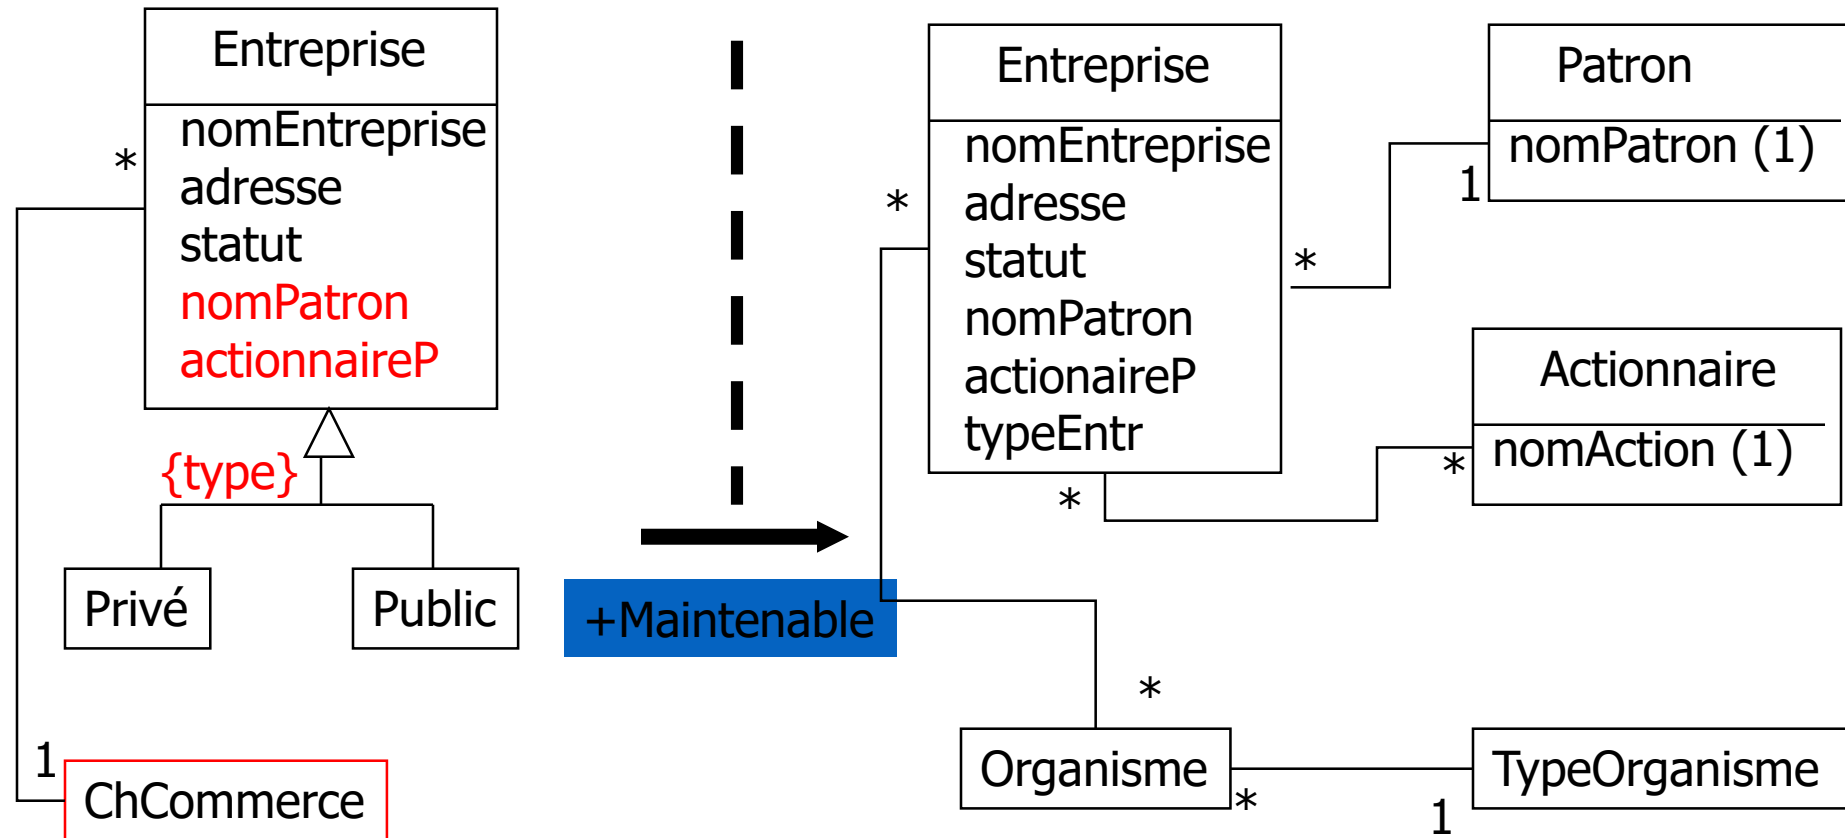 Entreprise
nomEntreprise
adresse
statut
nomPatron
actionnaireP
*
{type}
Privé
Public
1
ChCommerce
+Maintenable
Entreprise
nomEntreprise
adresse
statut
nomPatron
actionaireP
typeEntr
*
*
*
Patron
nomPatron (1)
1
Actionnaire
nomAction (1)
*
*
Organisme
*
1
TypeOrganisme